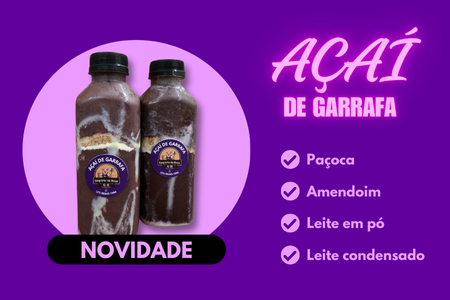 AÇAÍ
DE GARRAFA
Paçoca
Amendoim
Leite em pó
Leite condensado
NOVIDADE
AÇAÍ DE GARRAFA
AÇAÍ DE GARRAFA